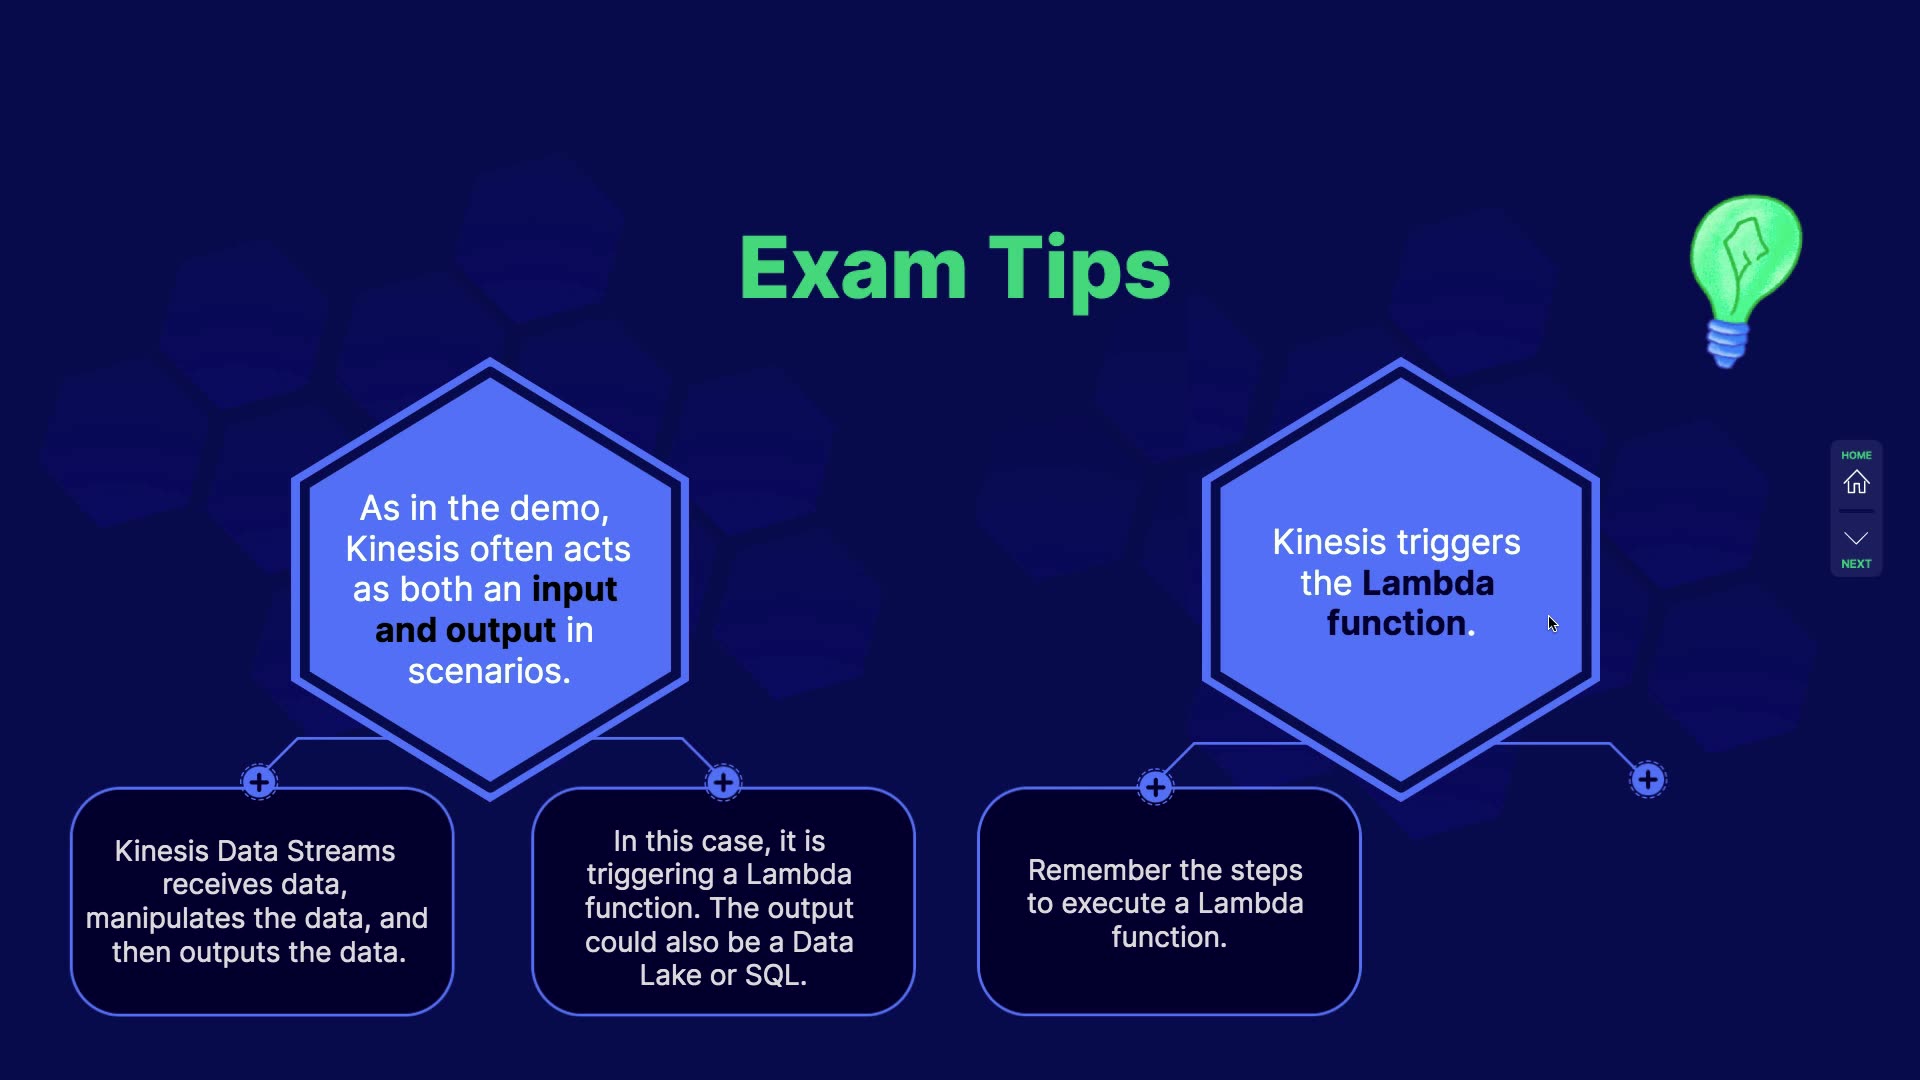 Exam Tips
As in the demo,
Kinesis often acts
as both an input
and output in
scenarios.
Kinesis triggers
the Lambda
function.
HOME
NEXT
Kinesis Data Streams
receives data,
manipulates the data, and
then outputs the data.
In this case, it is
triggering a Lambda
function. The output
could also be a Data
Lake or SQL.
Remember the steps
to execute a Lambda
function.